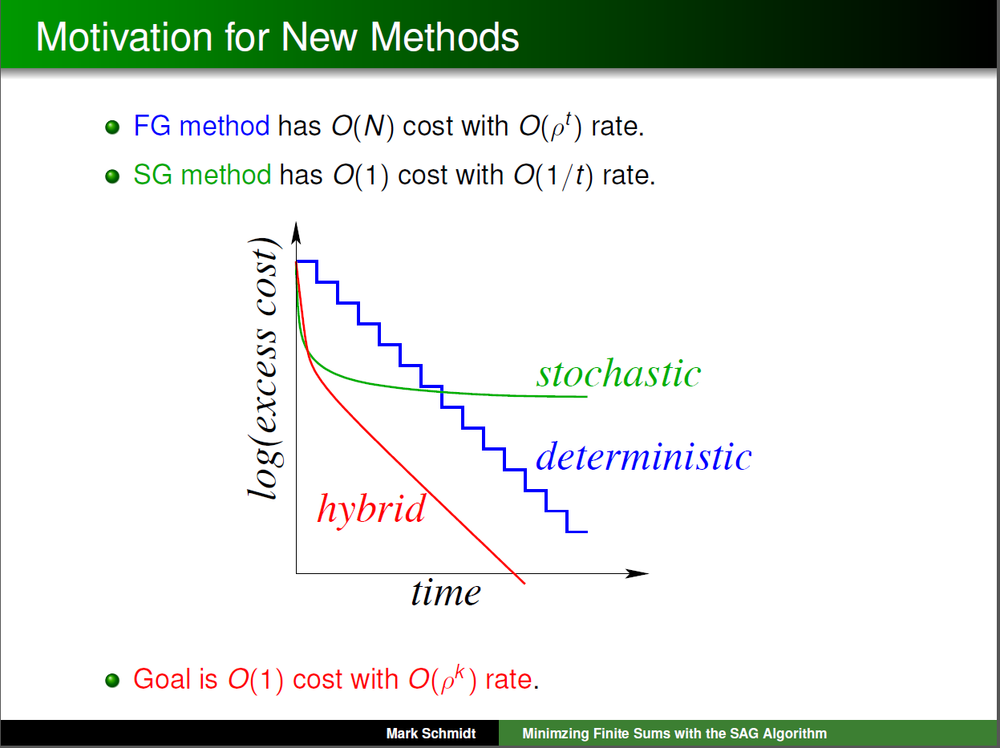 Motivation for New Methods
FG method has O(N) cost with O(ρ^t) rate.
SG method has O(1) cost with O(1/t) rate.
log(excess cost)
stochastic
deterministic
hybrid
time
Goal is O(1) cost with O(ρ^k) rate.
Mark Schmidt
Minimzing Finite Sums with the SAG Algorithm